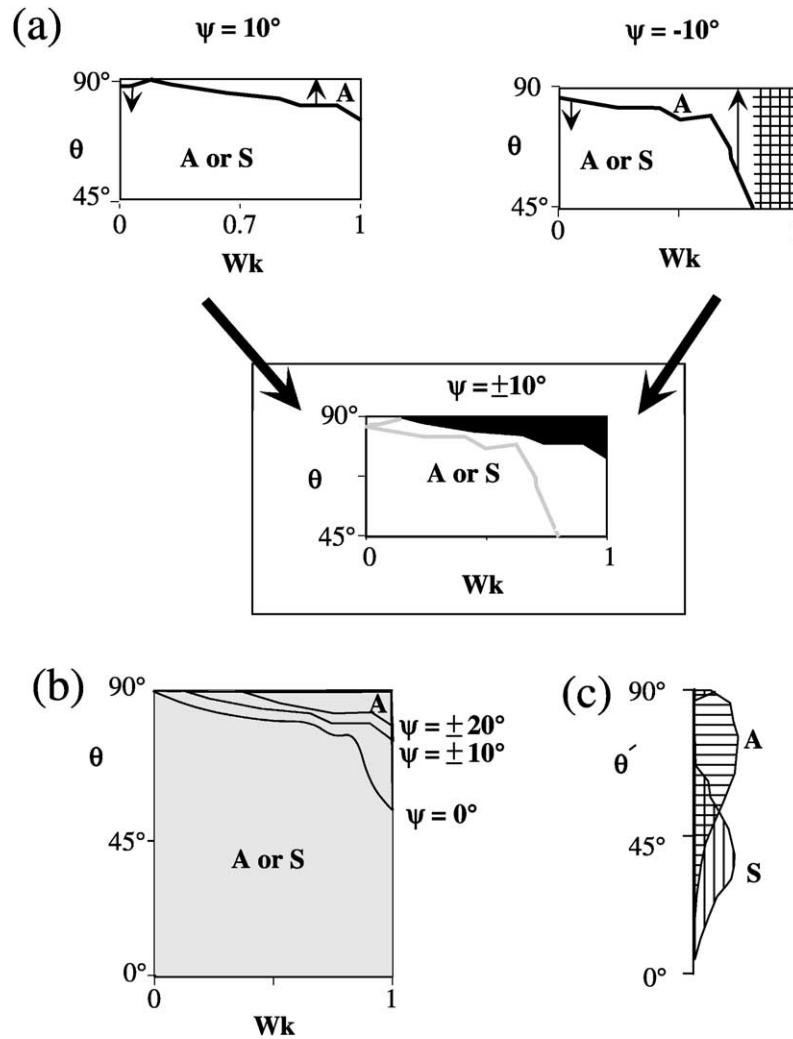 (a)
ψ = 10°
ψ = -10°
90°
θ
45°
A
A or S
0
0.7
1
Wk
90
θ
45°
A
A or S
0
Wk
ψ = ±10°
90°
θ
45°
A or S
0
1
Wk
(b)
90°
θ
45°
0°
A
ψ = ±20°
ψ = ±10°
ψ = 0°
A or S
0
1
Wk
(c)
90°
θ´
45°
0°
A
S